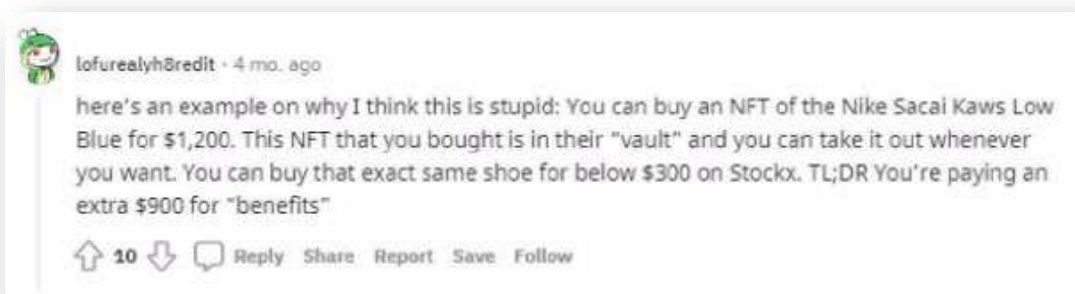 lofurealyh8redit · 4 mo. ago
here's an example on why I think this is stupid: You can buy an NFT of the Nike Sacai Kaws Low
Blue for $1,200. This NFT that you bought is in their "vault" and you can take it out whenever
you want. You can buy that exact same shoe for below $300 on Stockx. TL;DR You're paying an
extra $900 for "benefits"
10 Reply Share Report Save Follow